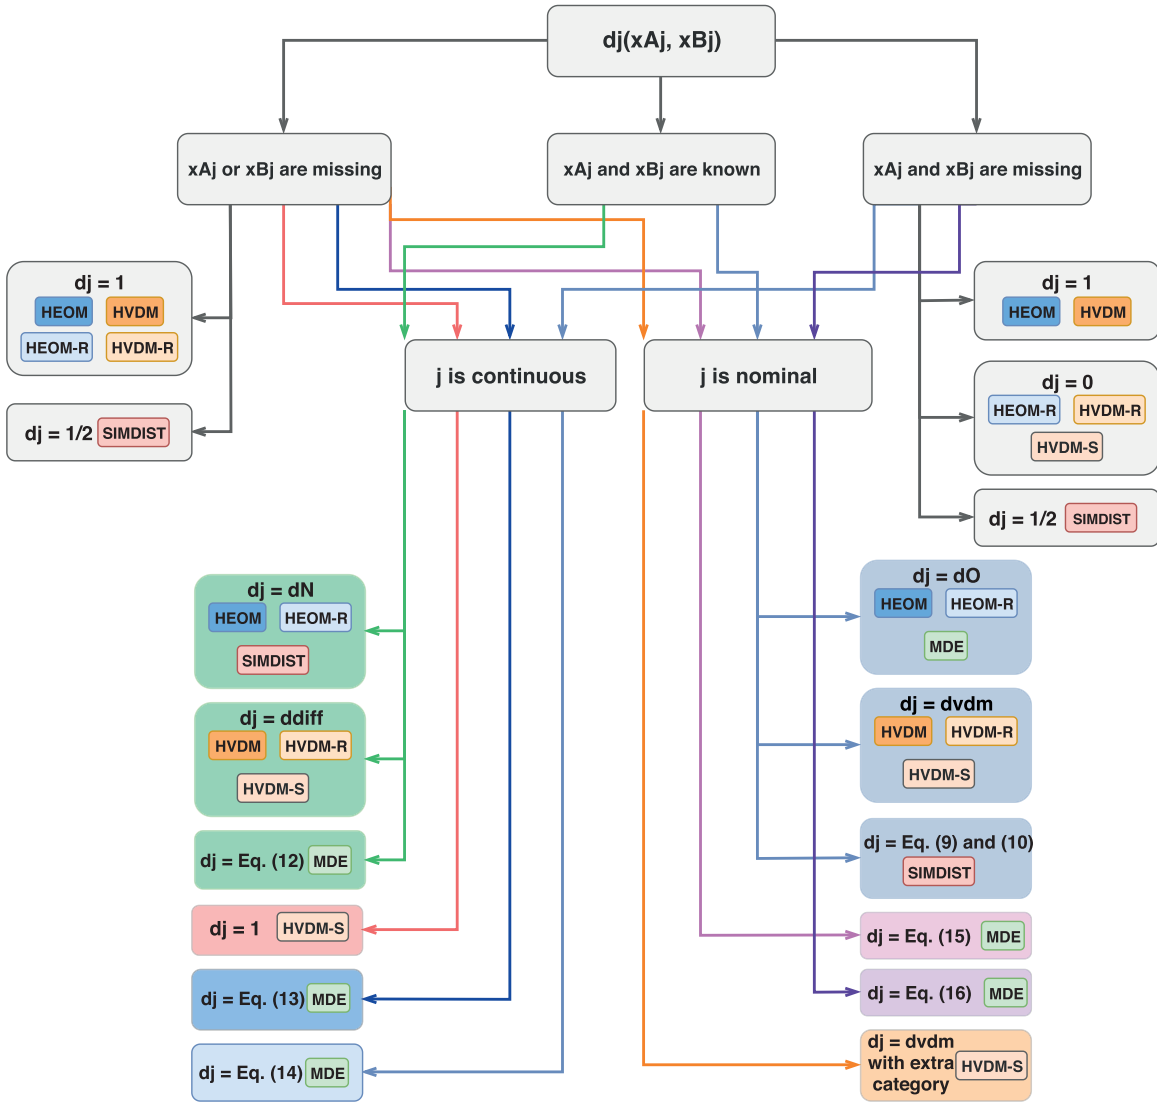 dj(xAj, xBj)
xAj or xBj are missing
xAj and xBj are known
xAj and xBj are missing
dj = 1
HEOM HVDM
HEOM-R HVDM-R
dj = 1/2 SIMDIST
dj = 1
HEOM HVDM
dj = 0
HEOM-R HVDM-R
HVDM-S
dj = 1/2 SIMDIST
j is continuous
j is nominal
dj = dN
HEOM HEOM-R
SIMDIST
dj = ddiff
HVDM HVDM-R
HVDM-S
dj = Eq. (12) MDE
dj = 1 HVDM-S
dj = Eq. (13) MDE
dj = Eq. (14) MDE
dj = dO
HEOM HEOM-R
MDE
dj = dvdm
HVDM HVDM-R
HVDM-S
dj = Eq. (9) and (10)
SIMDIST
dj = Eq. (15) MDE
dj = Eq. (16) MDE
dj = dvdm
with extra HVDM-S
category